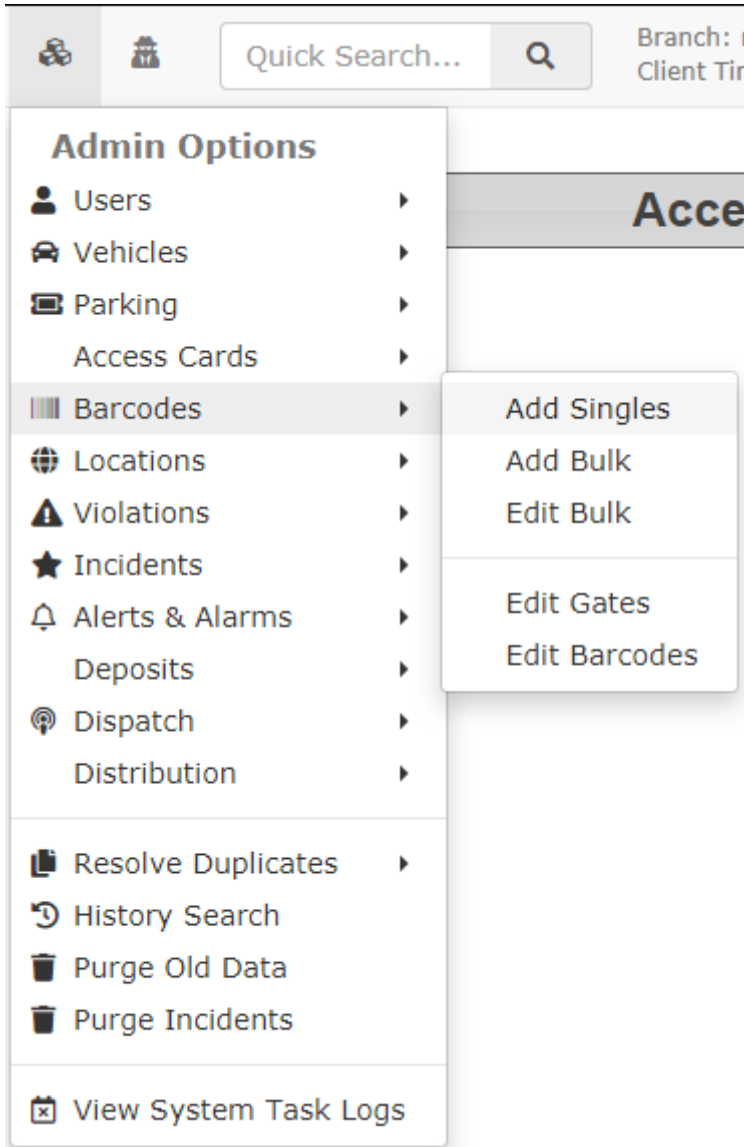 Quick Search...
Branch:
Client
Admin Options
Users
Vehicles
Parking
Access Cards
Barcodes
Locations
Violations
Incidents
Alerts & Alarms
Deposits
Dispatch
Distribution
Resolve Duplicates
History Search
Purge Old Data
Purge Incidents
View System Task Logs
Add Singles
Add Bulk
Edit Bulk
Edit Gates
Edit Barcodes